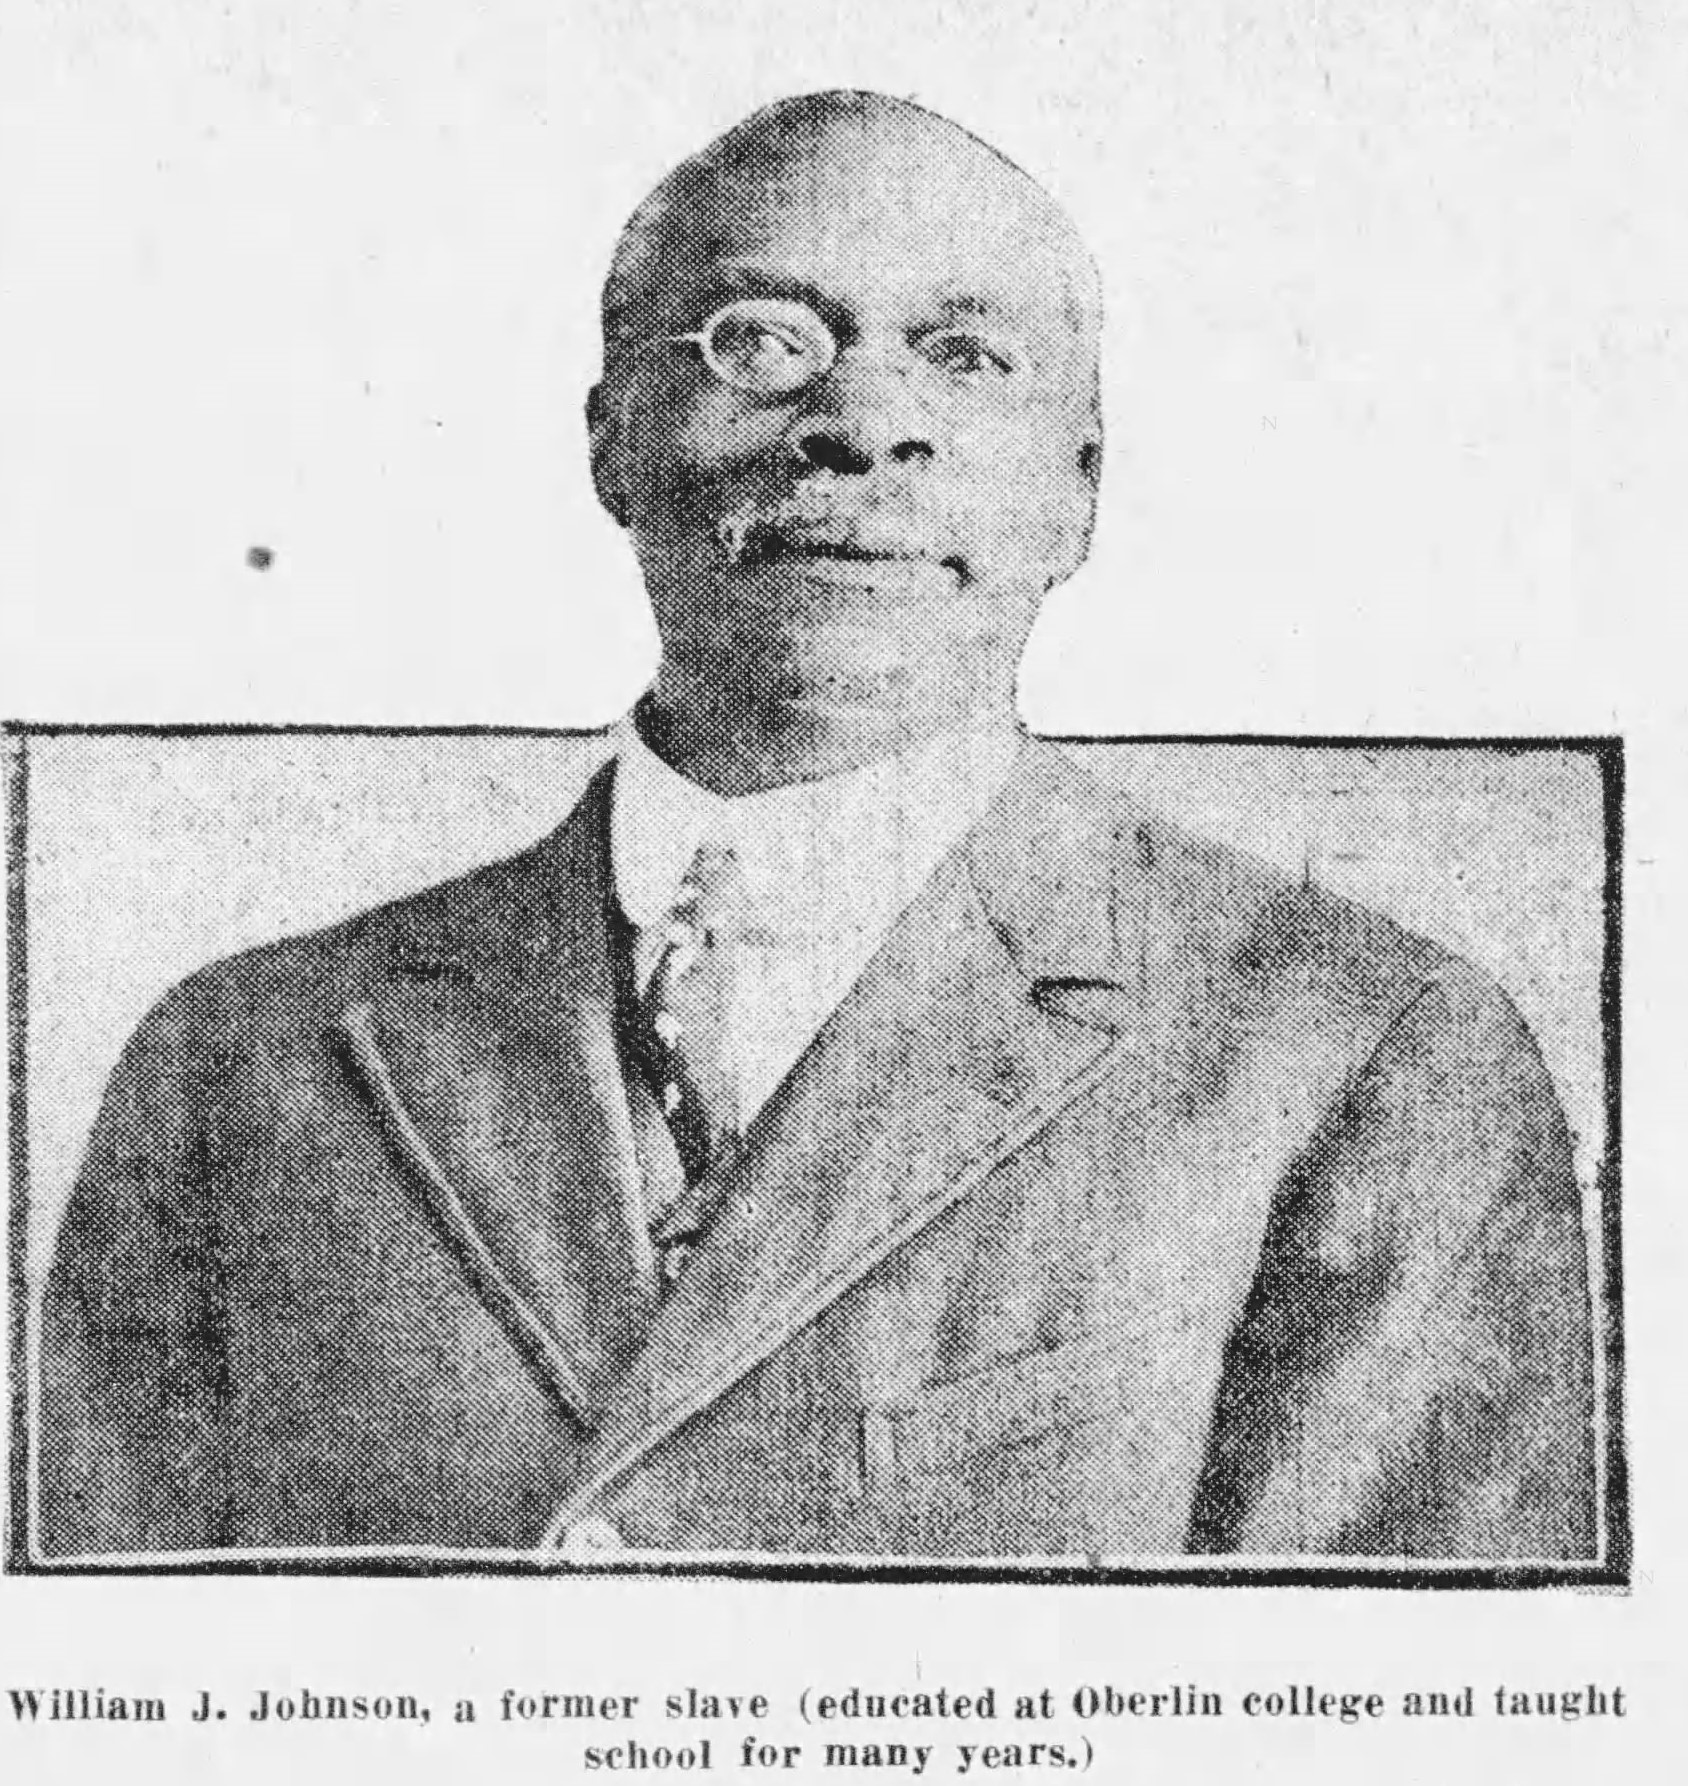 William J. Johnson, a former slave (educated at Oberlin college and taught
school for many years.)